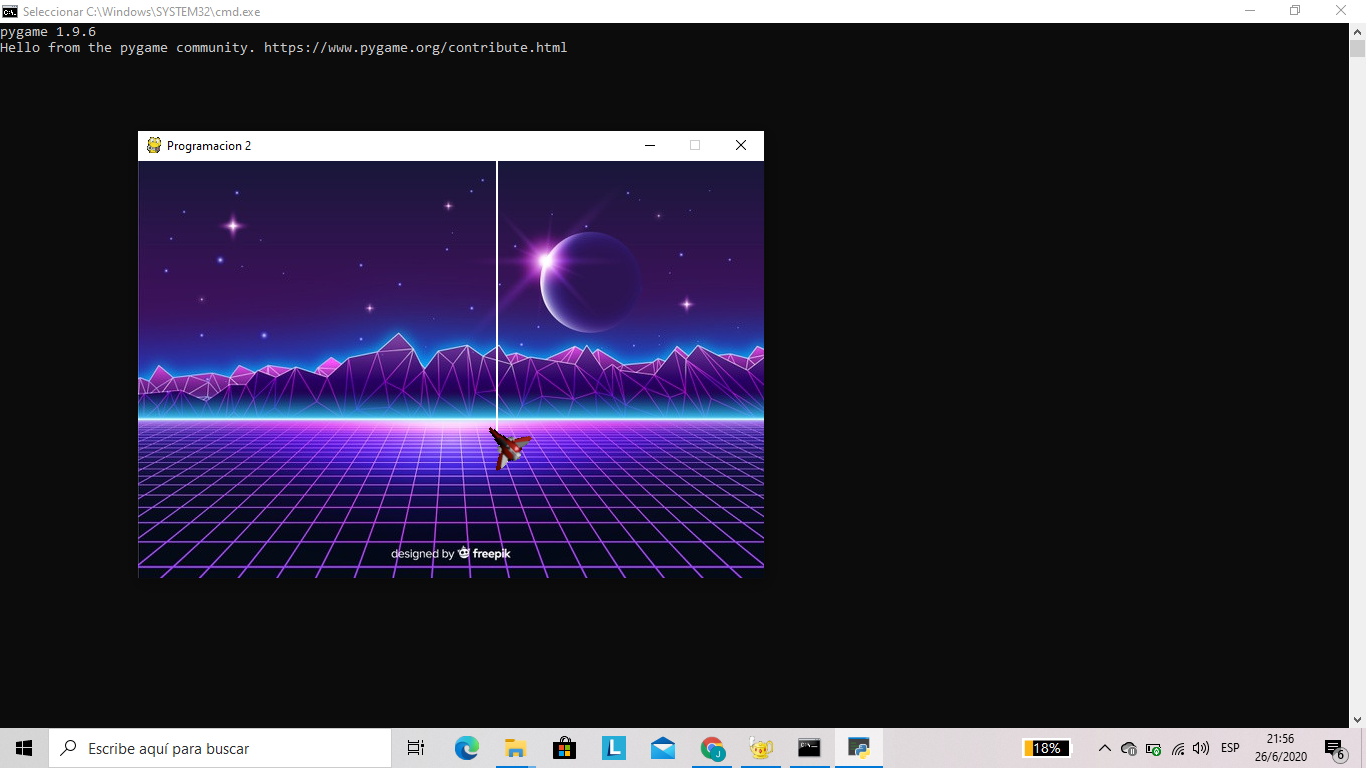 Seleccionar C:\Windows\SYSTEM32\cmd.exe
pygame 1.9.6
Hello from the pygame community. https://www.pygame.org/contribute.html
Programacion 2
designed by freepik
Escribe aquí para buscar
L
J
18%
ESP
21:56
26/6/2020
6